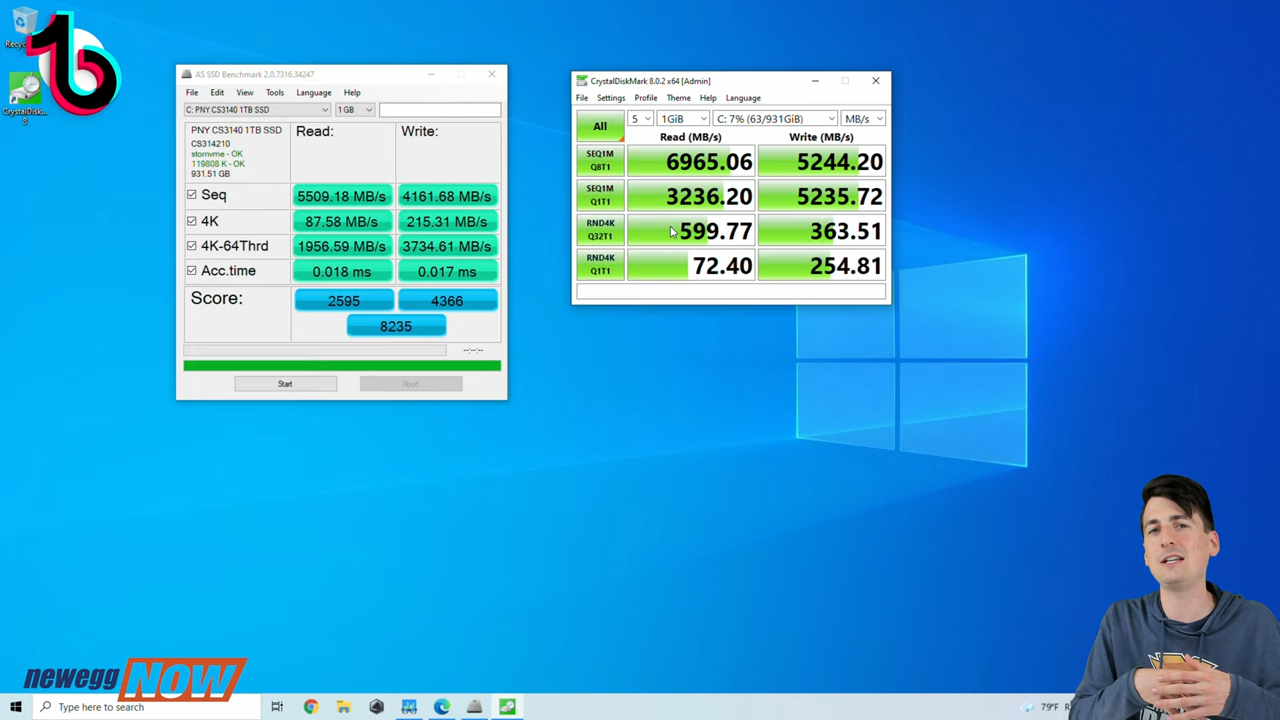 Recyc
CrystalDisk...
8
AS SSD Benchmark 2.0.7316.34247
File Edit View Tools Language Help
C: PNY CS3140 1TB SSD 1 GB
PNY CS3140 1TB SSD
CS314210
stornvme - OK
119808 K - OK
931.51 GB
Read: Write:
Seq 5509.18 MB/s 4161.68 MB/s
4K 87.58 MB/s 215.31 MB/s
4K-64Thrd 1956.59 MB/s 3734.61 MB/s
Acc.time 0.018 ms 0.017 ms
Score: 2595 4366
8235
--:--:--
Start Abort
CrystalDiskMark 8.0.2 x64 [Admin]
File Settings Profile Theme Help Language
All 5 1GiB C: 7% (63/931GiB) MB/s
Read (MB/s) Write (MB/s)
SEQ1M
Q8T1
6965.06 5244.20
SEQ1M
Q1T1
3236.20 5235.72
RND4K
Q32T1
599.77 363.51
RND4K
Q1T1
72.40 254.81
newegg NOW
Type here to search
79°F